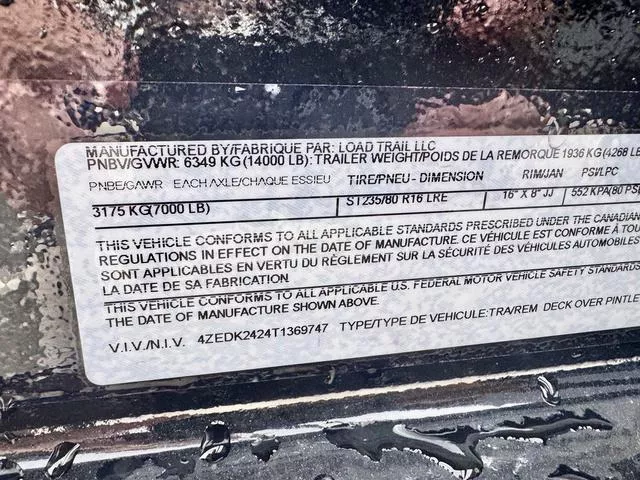 MANUFACTURED BY/FABRIQUE PAR: LOAD TRAIL LLC
PNBV/GVWR: 6349 KG (14000 LB): TRAILER WEIGHT/POIDS DE LA REMORQUE 1936 KG (4268 LB
PNBE/GAWR EACH AXLE/CHAQUE ESSIEU TIRE/PNEU - DIMENSION RIM/JAN PSI/LPC
3175 KG(7000 LB) ST235/80 R16 LRE 16" X 8" JJ 552 KPA(80 PSI
THIS VEHICLE CONFORMS TO ALL APPLICABLE STANDARDS PRESCRIBED UNDER THE CANADIAN
REGULATIONS IN EFFECT ON THE DATE OF MANUFACTURE. CE VÉHICULE EST CONFORME À TOU
SONT APPLICABLES EN VERTU DU RÈGLEMENT SUR LA SÉCURITÉ DES VÉHICULES AUTOMOBILES
LA DATE DE SA FABRICATION.
THIS VEHICLE CONFORMS TO ALL APPLICABLE U.S. FEDERAL MOTOR VEHICLE SAFETY STANDARDS
THE DATE OF MANUFACTURE SHOWN ABOVE.
V.I.V./N.I.V. 4ZEDK2424T1369747 TYPE/TYPE DE VEHICULE:TRA/REM DECK OVER PINTLE